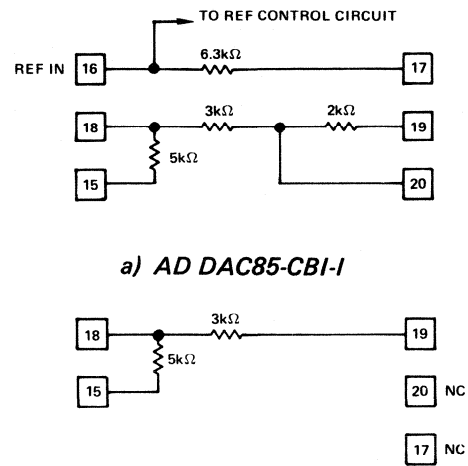 TO REF CONTROL CIRCUIT
6.3kΩ
REF IN 16 17
3kΩ 2kΩ
18 19
5kΩ
15 20
a) AD DAC85-CBI-I
3kΩ
18 19
5kΩ
15 20 NC
17 NC